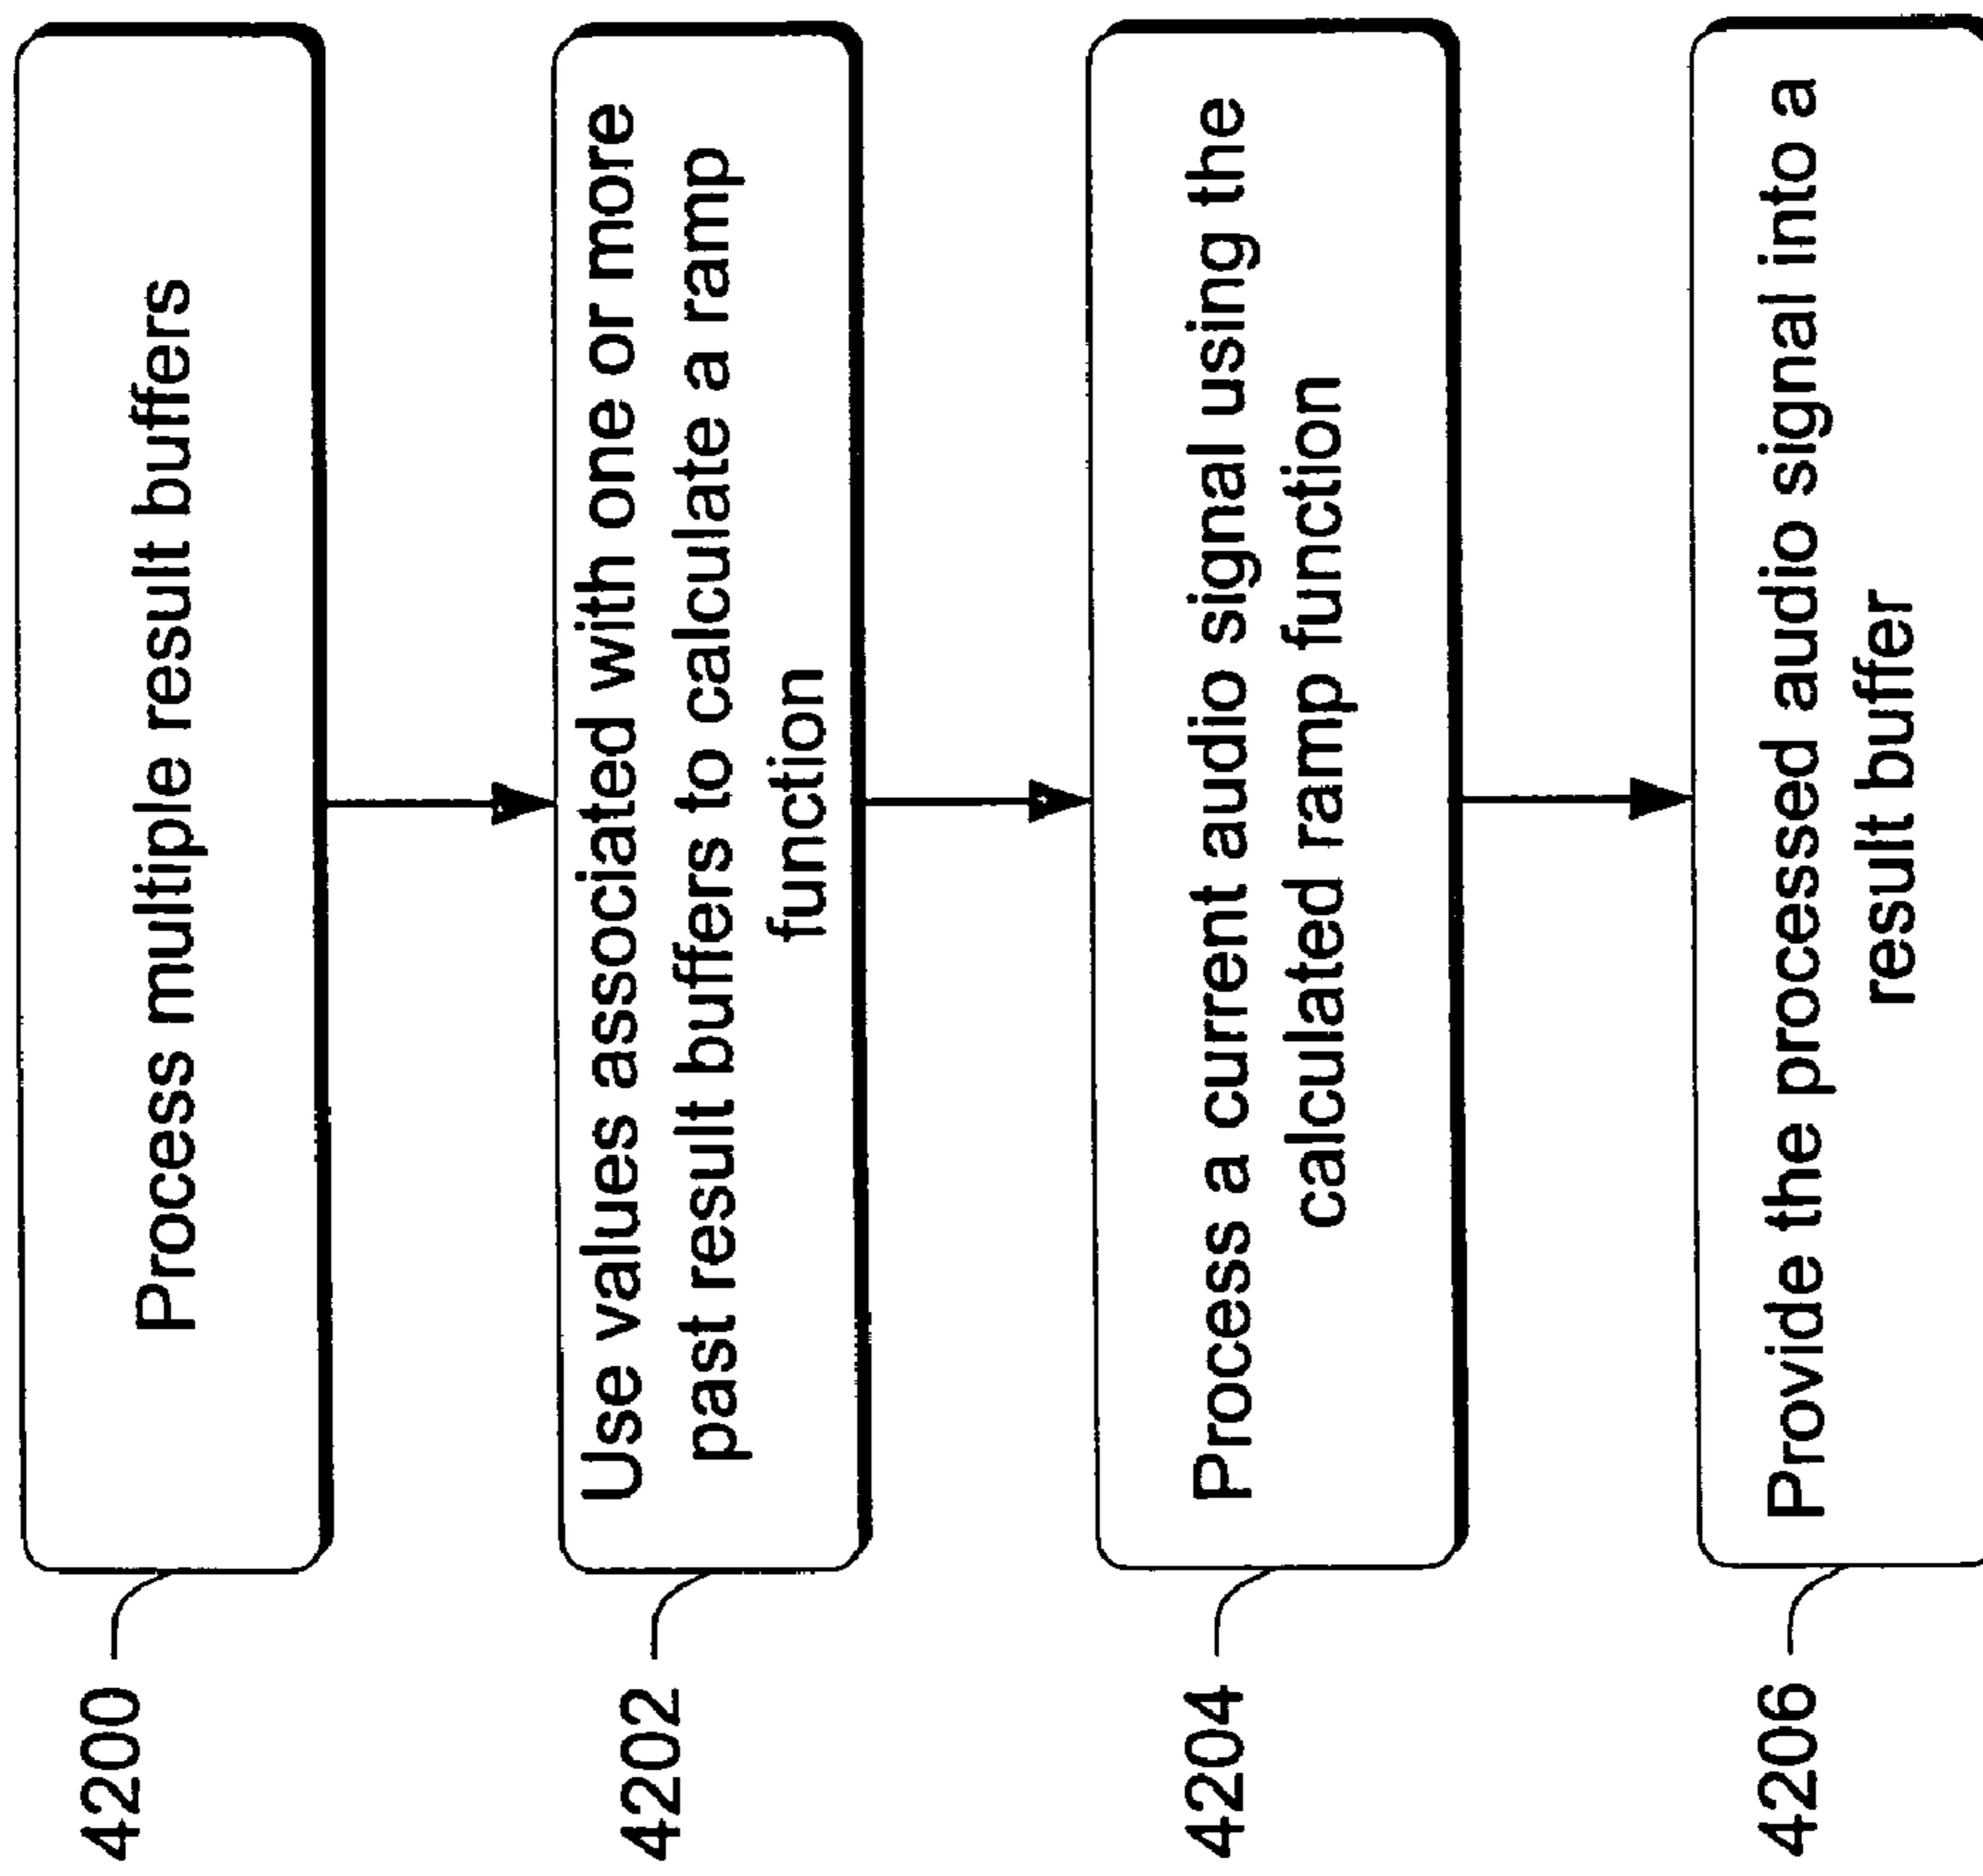 4200
Process multiple result buffers
4202
Use values associated with one or more
past result buffers to calculate a ramp
function
4204
Process a current audio signal using the
calculated ramp function
4206
Provide the processed audio signal into a
result buffer